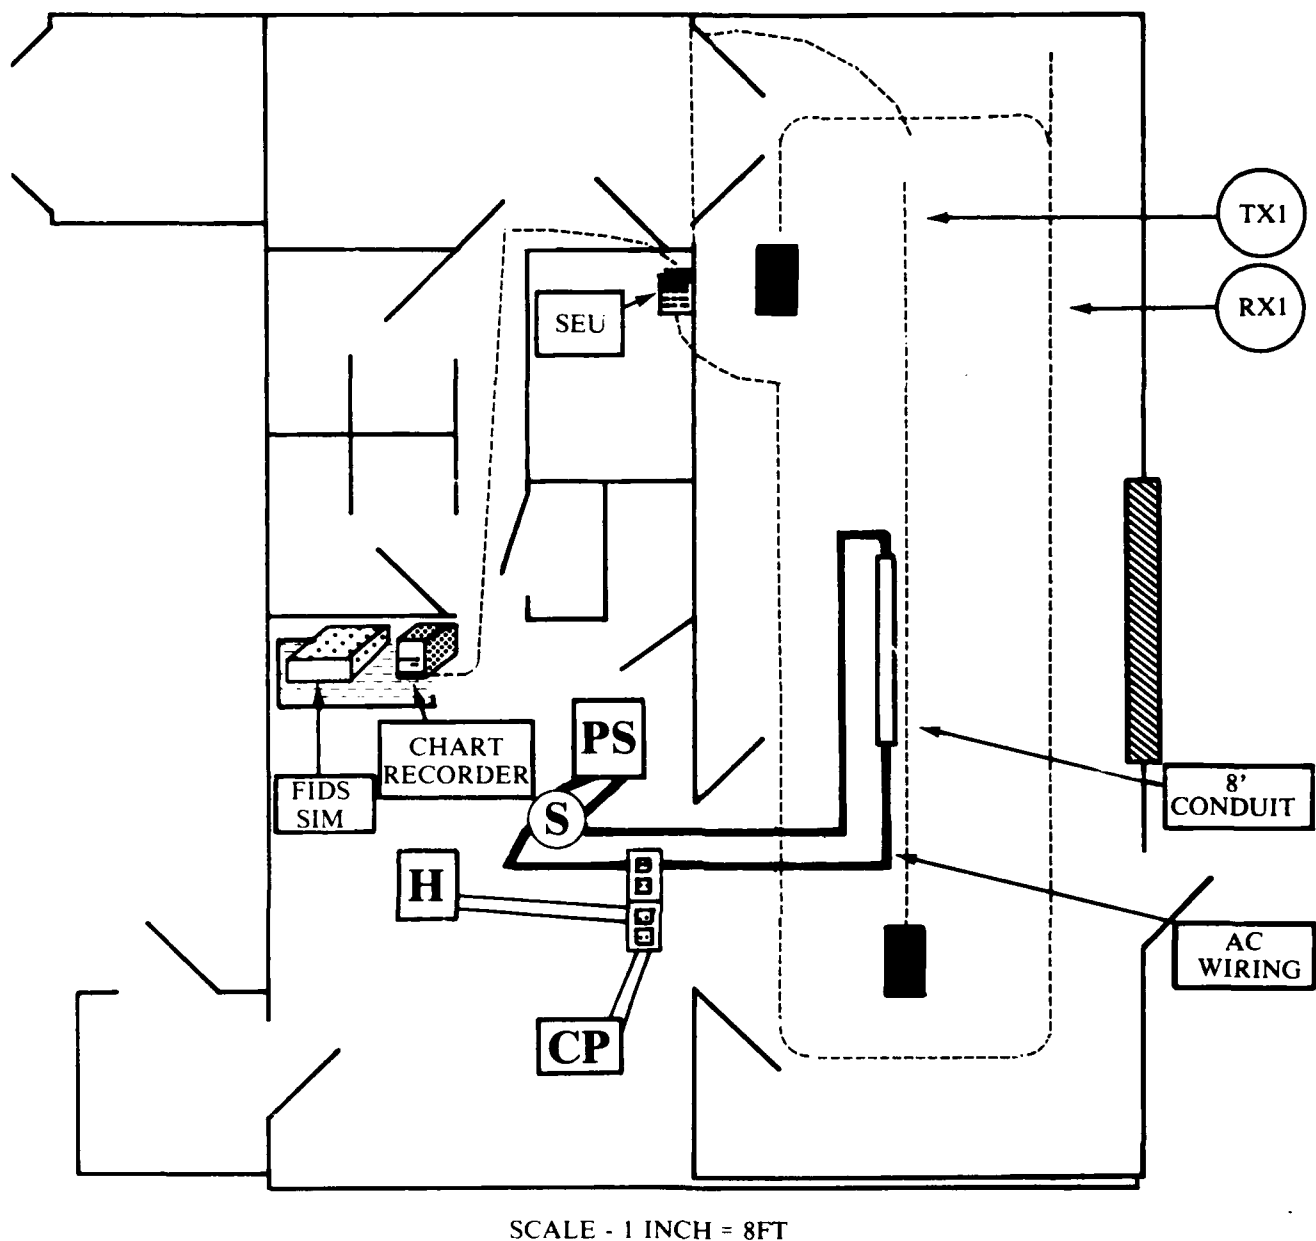 TX1
RX1
SEU
PS
CHART
RECORDER
FIDS
SIM
S
8'
CONDUIT
H
AC
WIRING
CP
SCALE - 1 INCH = 8FT